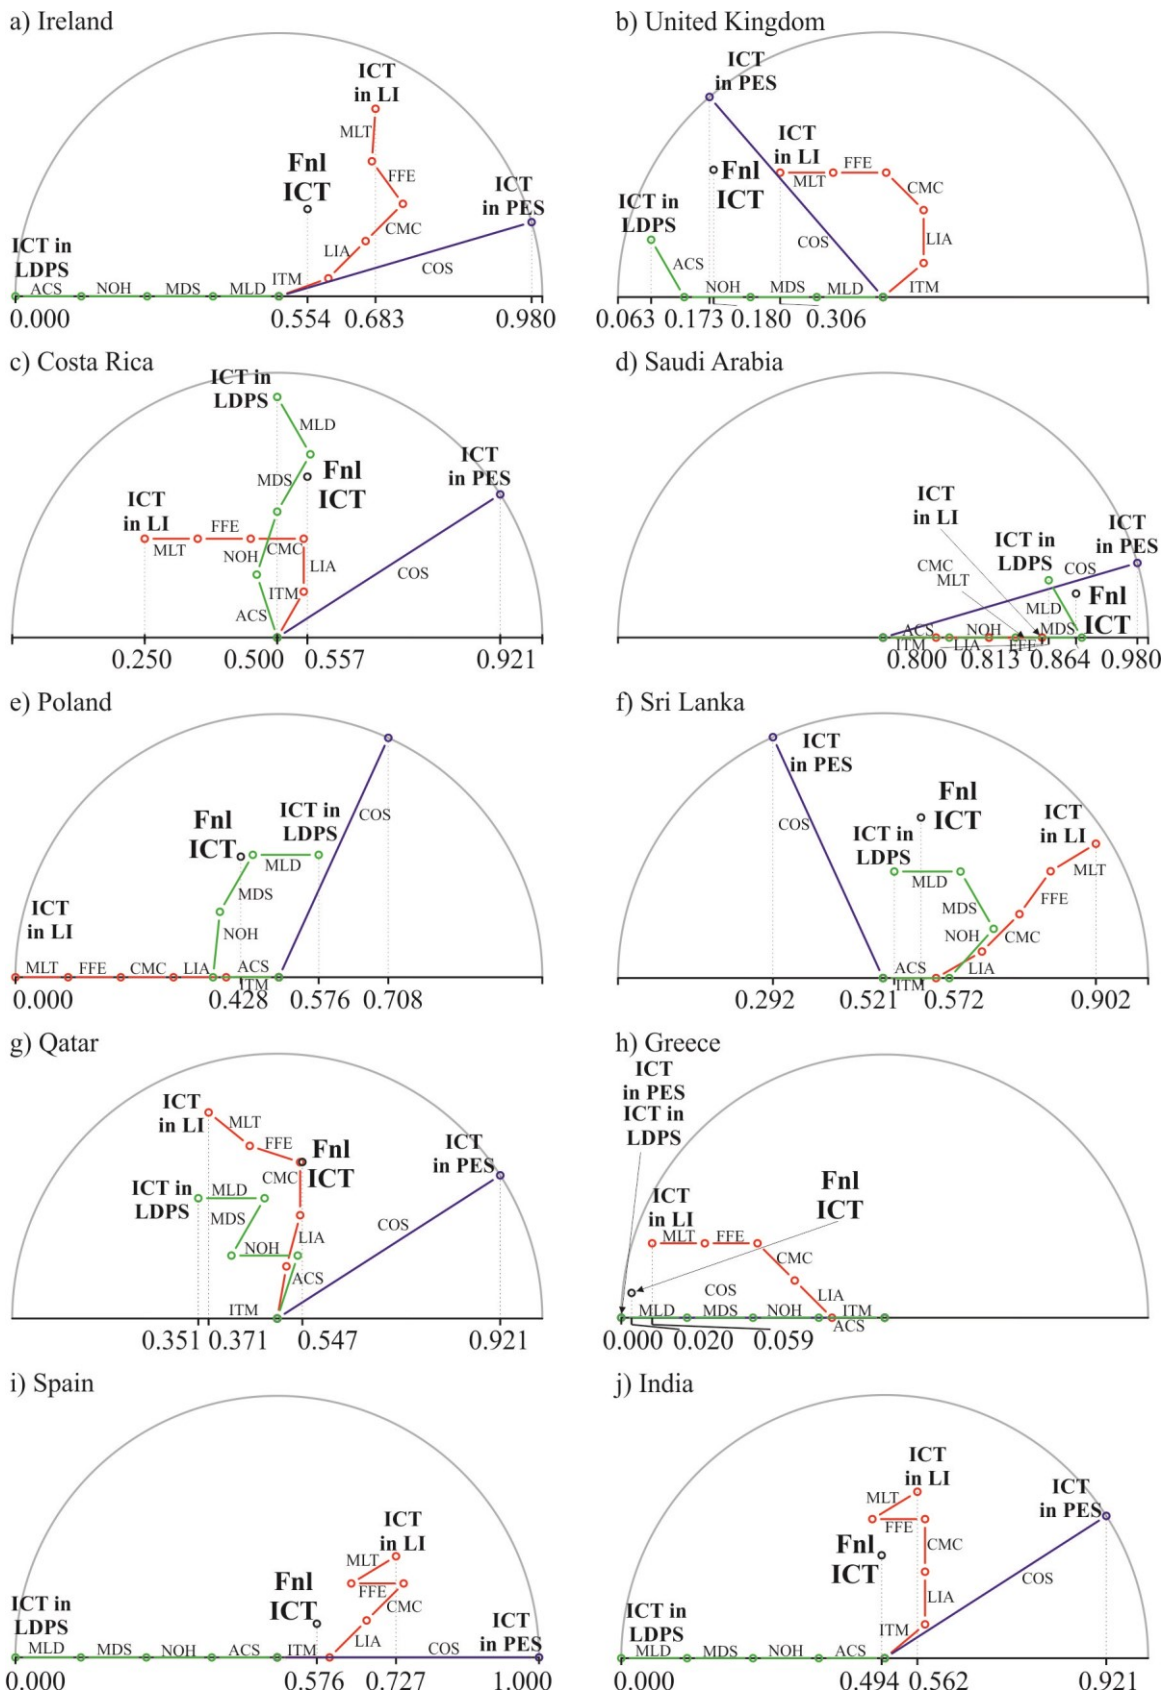 a) Ireland
ICT
in LI
MLT
Fnl
ICT
FFE
ICT
in PES
CMC
LIA
COS
ITM
ICT in
LDPS
ACS NOH MDS MLD
0.000 0.554 0.683 0.980
b) United Kingdom
ICT
in PES
ICT
in LI
FFE
MLT
CMC
Fnl
ICT
ICT in
LDPS
COS
LIA
ACS
NOH MDS MLD ITM
0.063 0.173 0.180 0.306
c) Costa Rica
ICT in
LDPS
MLD
MDS
Fnl
ICT
ICT
in PES
ICT
in LI
FFE
MLT
NOH
CMC
LIA
COS
ITM
ACS
0.250 0.500 0.557 0.921
d) Saudi Arabia
ICT
in LI
ICT in
LDPS
ICT
in PES
CMC
MLT
COS
MLD
Fnl
ICT
ACS NOH MDS
ITM LIA FFE
0.800 0.813 0.864 0.980
e) Poland
Fnl
ICT
ICT in
LDPS
COS
MLD
MDS
ICT
in LI
NOH
MLT FFE CMC LIA ACS
ITM
0.000 0.428 0.576 0.708
f) Sri Lanka
ICT
in PES
Fnl
ICT
ICT
in LI
COS
ICT in
LDPS
MLT
MLD
FFE
MDS
NOH
CMC
ACS
LIA
ITM
0.292 0.521 0.572 0.902
g) Qatar
ICT
in LI
MLT
FFE
Fnl
ICT
ICT
in PES
ICT in
LDPS
MLD
CMC
MDS
COS
NOH
LIA
ACS
ITM
0.351 0.371 0.547 0.921
h) Greece
ICT
in PES
ICT in
LDPS
Fnl
ICT
ICT
in LI
MLT FFE
CMC
COS
LIA
MLD MDS NOH ITM
ACS
0.000 0.020 0.059
i) Spain
ICT
in LI
MLT
Fnl
ICT
FFE
CMC
ICT in
LDPS
ICT
in PES
LIA
MLD MDS NOH ACS ITM COS
0.000 0.576 0.727 1.000
j) India
ICT
in LI
MLT
ICT
in PES
FFE
Fnl
ICT
CMC
COS
LIA
ICT in
LDPS
ITM
MLD MDS NOH ACS
0.000 0.494 0.562 0.921